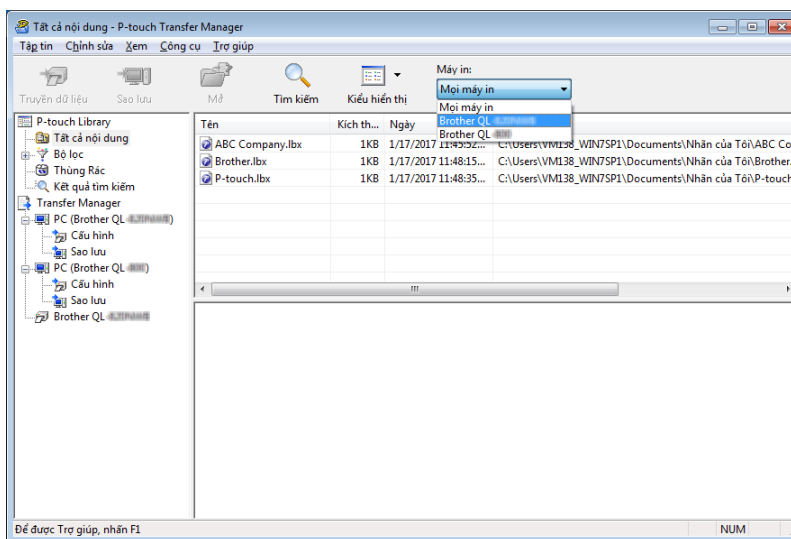 Tất cả nội dung - P-touch Transfer Manager
Tập tin Chỉnh sửa Xem Công cụ Trợ giúp
Máy in:
Mọi máy in
Truyền dữ liệu Sao lưu Mở Tìm kiếm Kiểu hiển thị
Mọi máy in
Brother QL
Brother QL
P-touch Library
Tất cả nội dung
Bộ lọc
Thùng Rác
Kết quả tìm kiếm
Transfer Manager
PC (Brother QL )
Cấu hình
Sao lưu
PC (Brother QL )
Cấu hình
Sao lưu
Brother QL
Tên Kích th... Ngày
ABC Company.lbx 1KB 1/17/2017 11:45:52... C:\Users\VM138_WIN7SP1\Documents\Nhãn của Tôi\ABC Co
Brother.lbx 1KB 1/17/2017 11:48:15... C:\Users\VM138_WIN7SP1\Documents\Nhãn của Tôi\Brother.
P-touch.lbx 1KB 1/17/2017 11:48:35... C:\Users\VM138_WIN7SP1\Documents\Nhãn của Tôi\P-touch
Để được Trợ giúp, nhấn F1 NUM